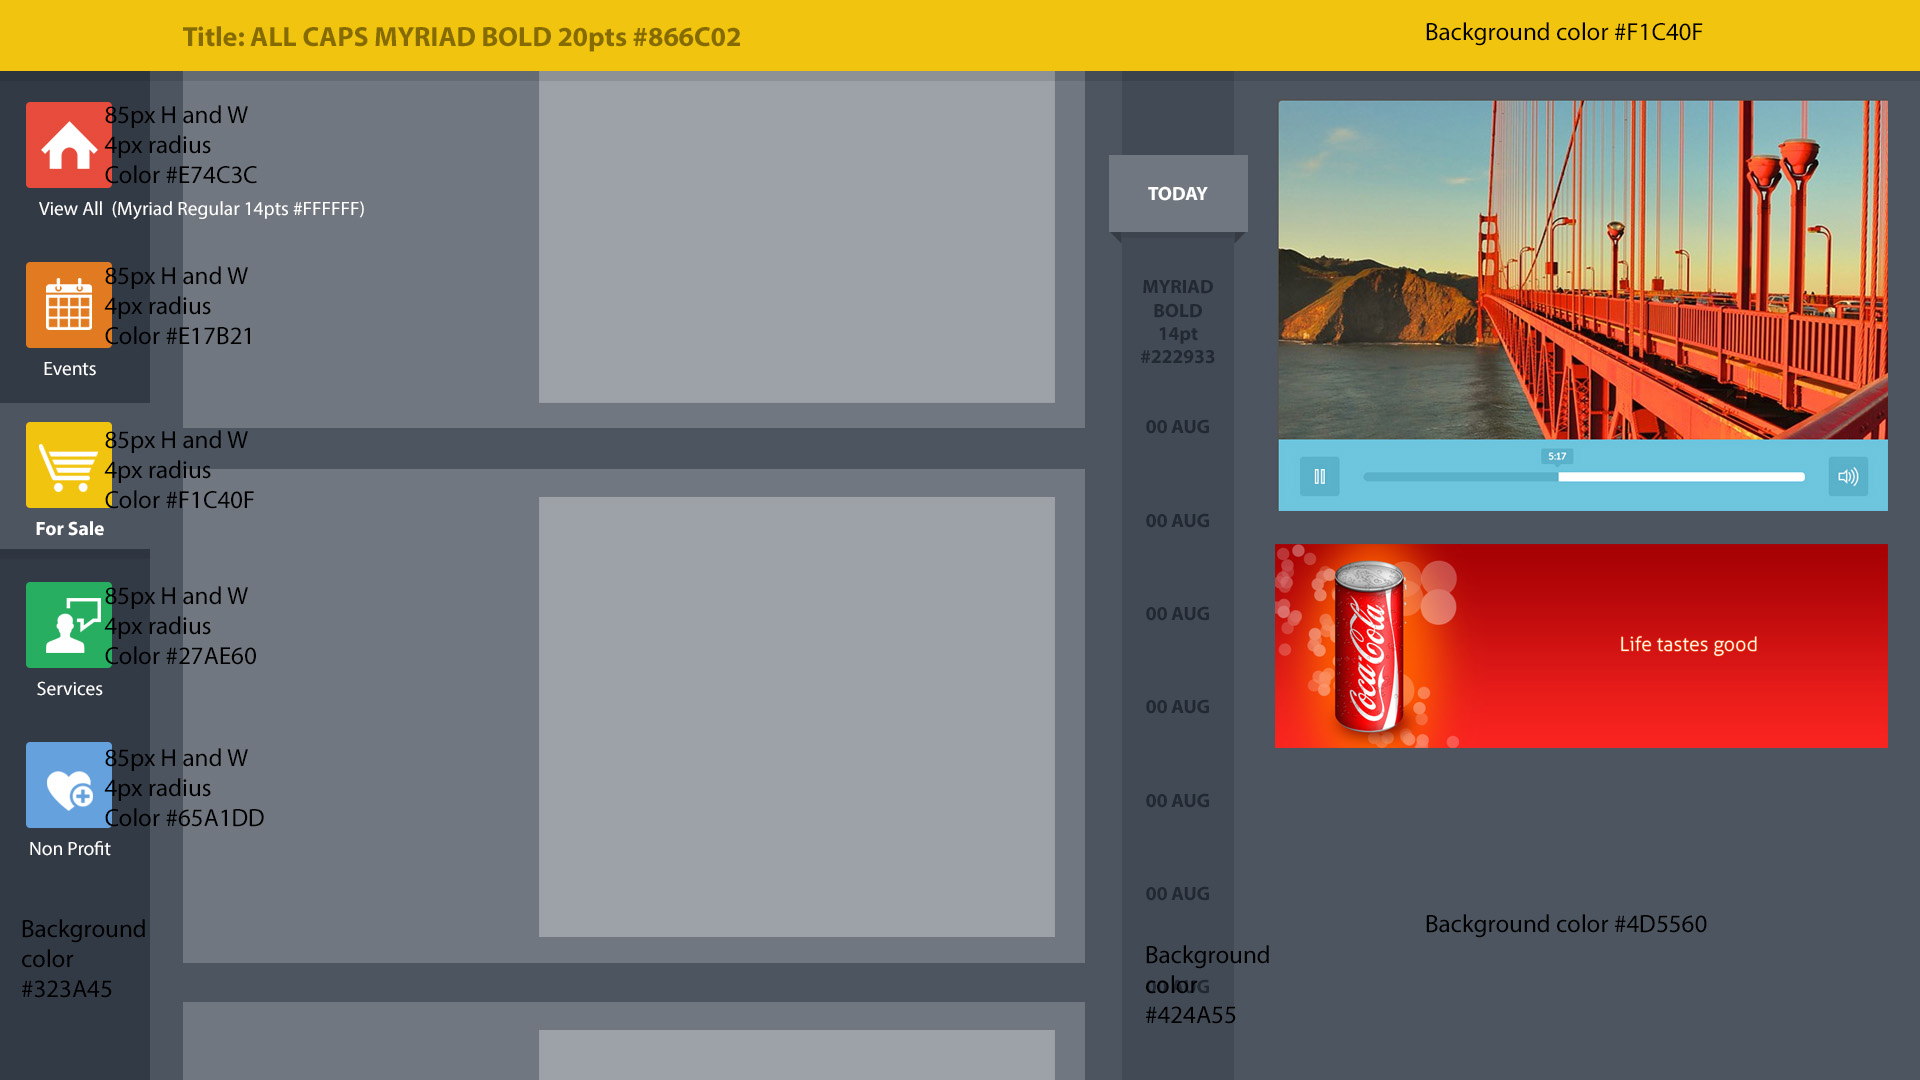 Title: ALL CAPS MYRIAD BOLD 20pts #866C02
Background color #F1C40F
85px H and W
4px radius
Color #E74C3C
View All (Myriad Regular 14pts #FFFFFF)
85px H and W
4px radius
Color #E17B21
Events
85px H and W
4px radius
Color #F1C40F
For Sale
85px H and W
4px radius
Color #27AE60
Services
85px H and W
4px radius
Color #65A1DD
Non Profit
Background
color
#323A45
TODAY
MYRIAD
BOLD
14pt
#222933
00 AUG
00 AUG
00 AUG
00 AUG
00 AUG
00 AUG
Background
color
00 AUG
#424A55
5:17
Coca-Cola
Life tastes good
Background color #4D5560